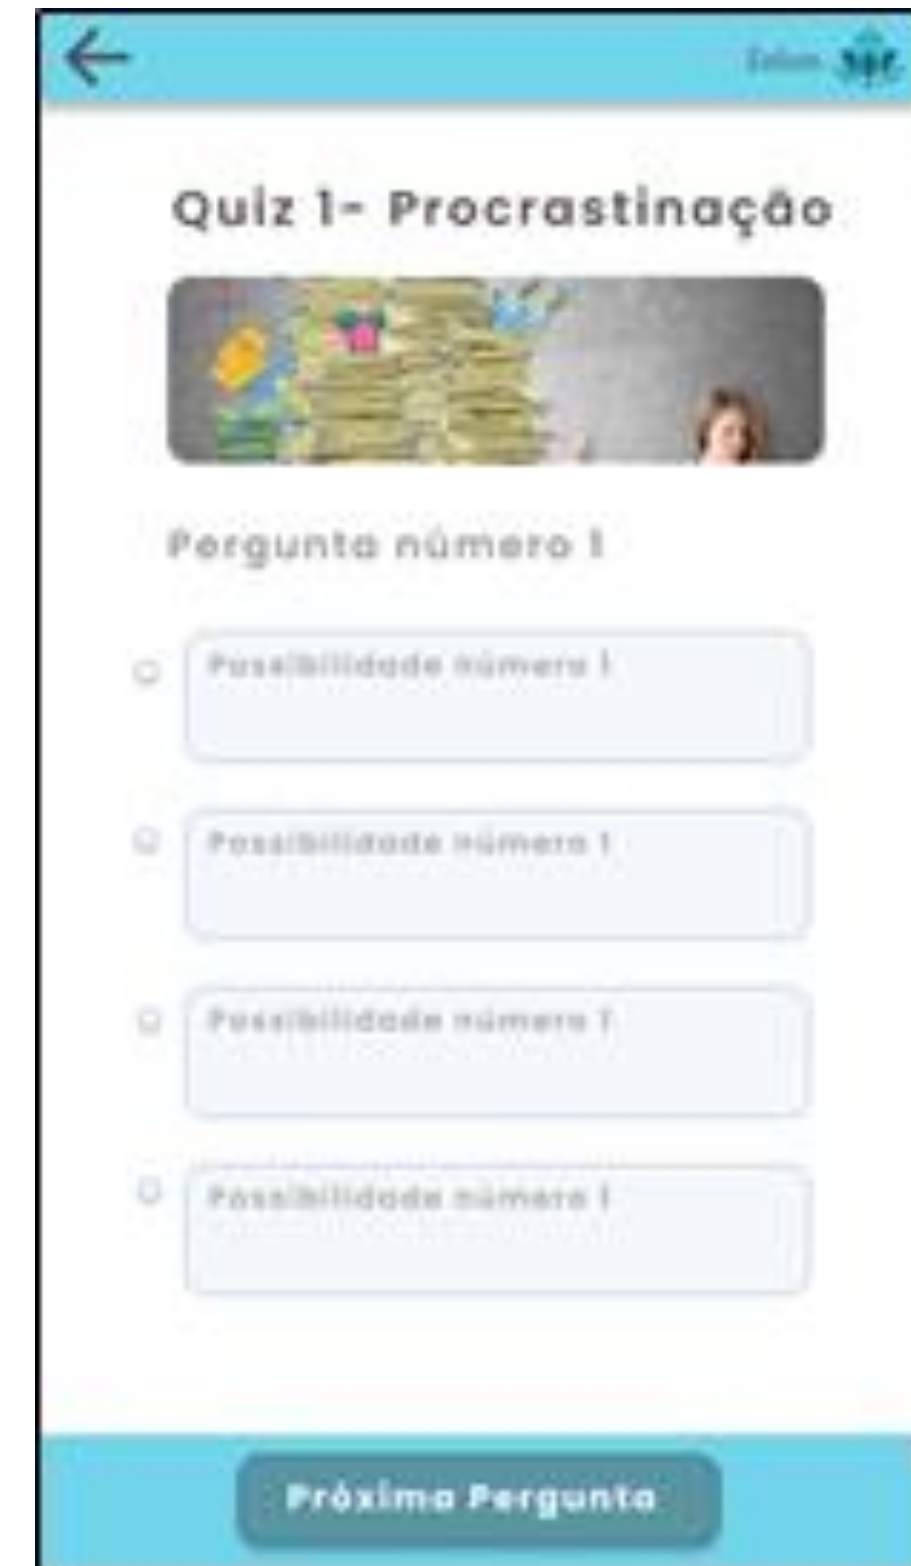 Quiz 1- Procrastinação
Pergunta número 1
Possibilidade número 1
Possibilidade número 1
Possibilidade número 1
Possibilidade número 1
Próxima Pergunta